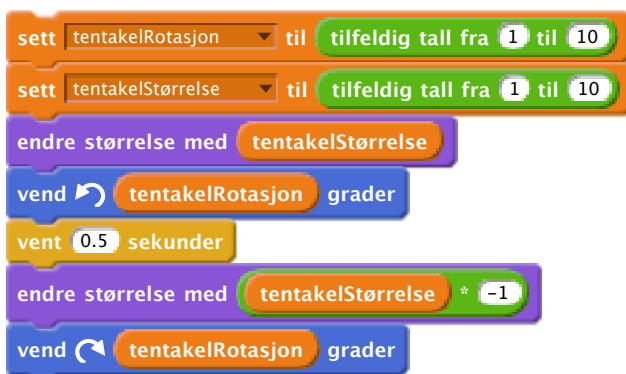 sett tentakelRotasjon til tilfeldig tall fra 1 til 10
sett tentakelStørrelse til tilfeldig tall fra 1 til 10
endre størrelse med tentakelStørrelse
vend tentakelRotasjon grader
vent 0.5 sekunder
endre størrelse med tentakelStørrelse * -1
vend tentakelRotasjon grader